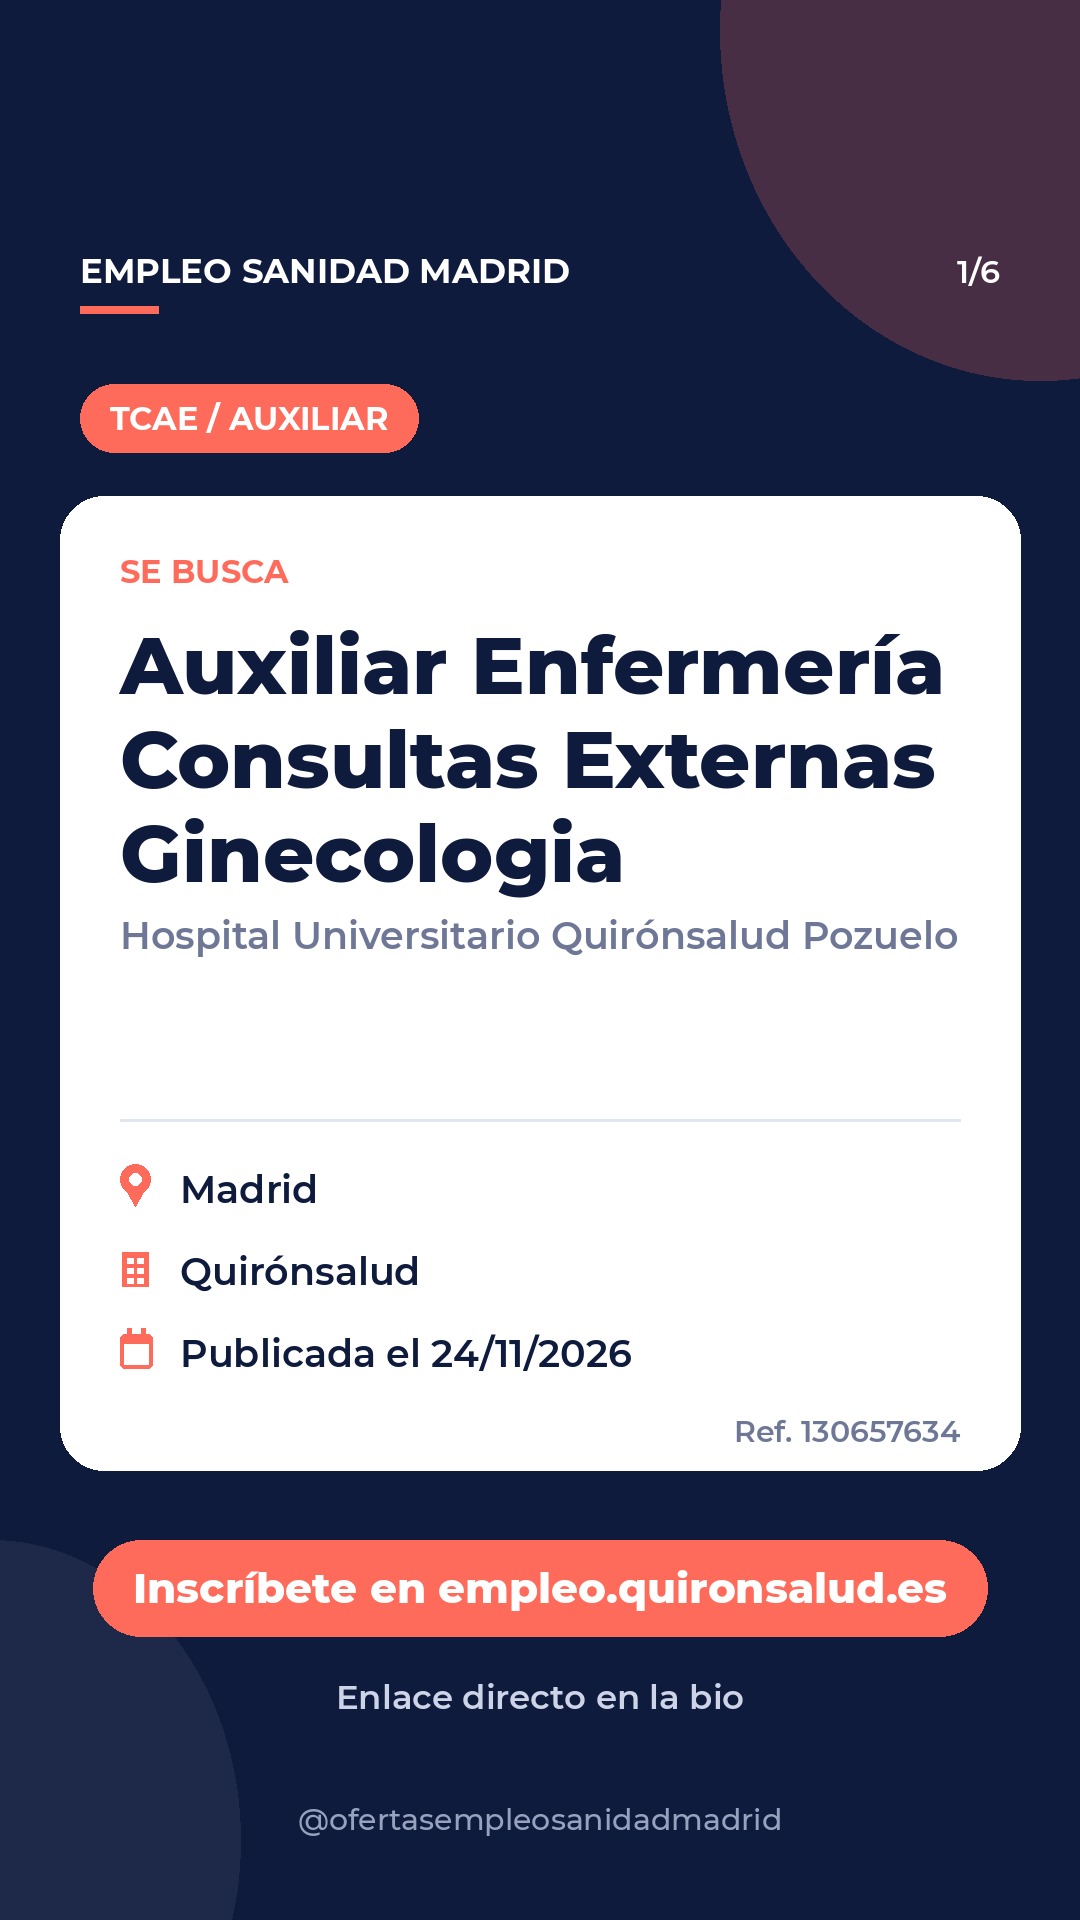 EMPLEO SANIDAD MADRID
1/6
TCAE / AUXILIAR
SE BUSCA
Auxiliar Enfermería
Consultas Externas
Ginecologia
Hospital Universitario Quirónsalud Pozuelo
Madrid
Quirónsalud
Publicada el 24/11/2026
Ref. 130657634
Inscríbete en empleo.quironsalud.es
Enlace directo en la bio
@ofertasempleosanidadmadrid